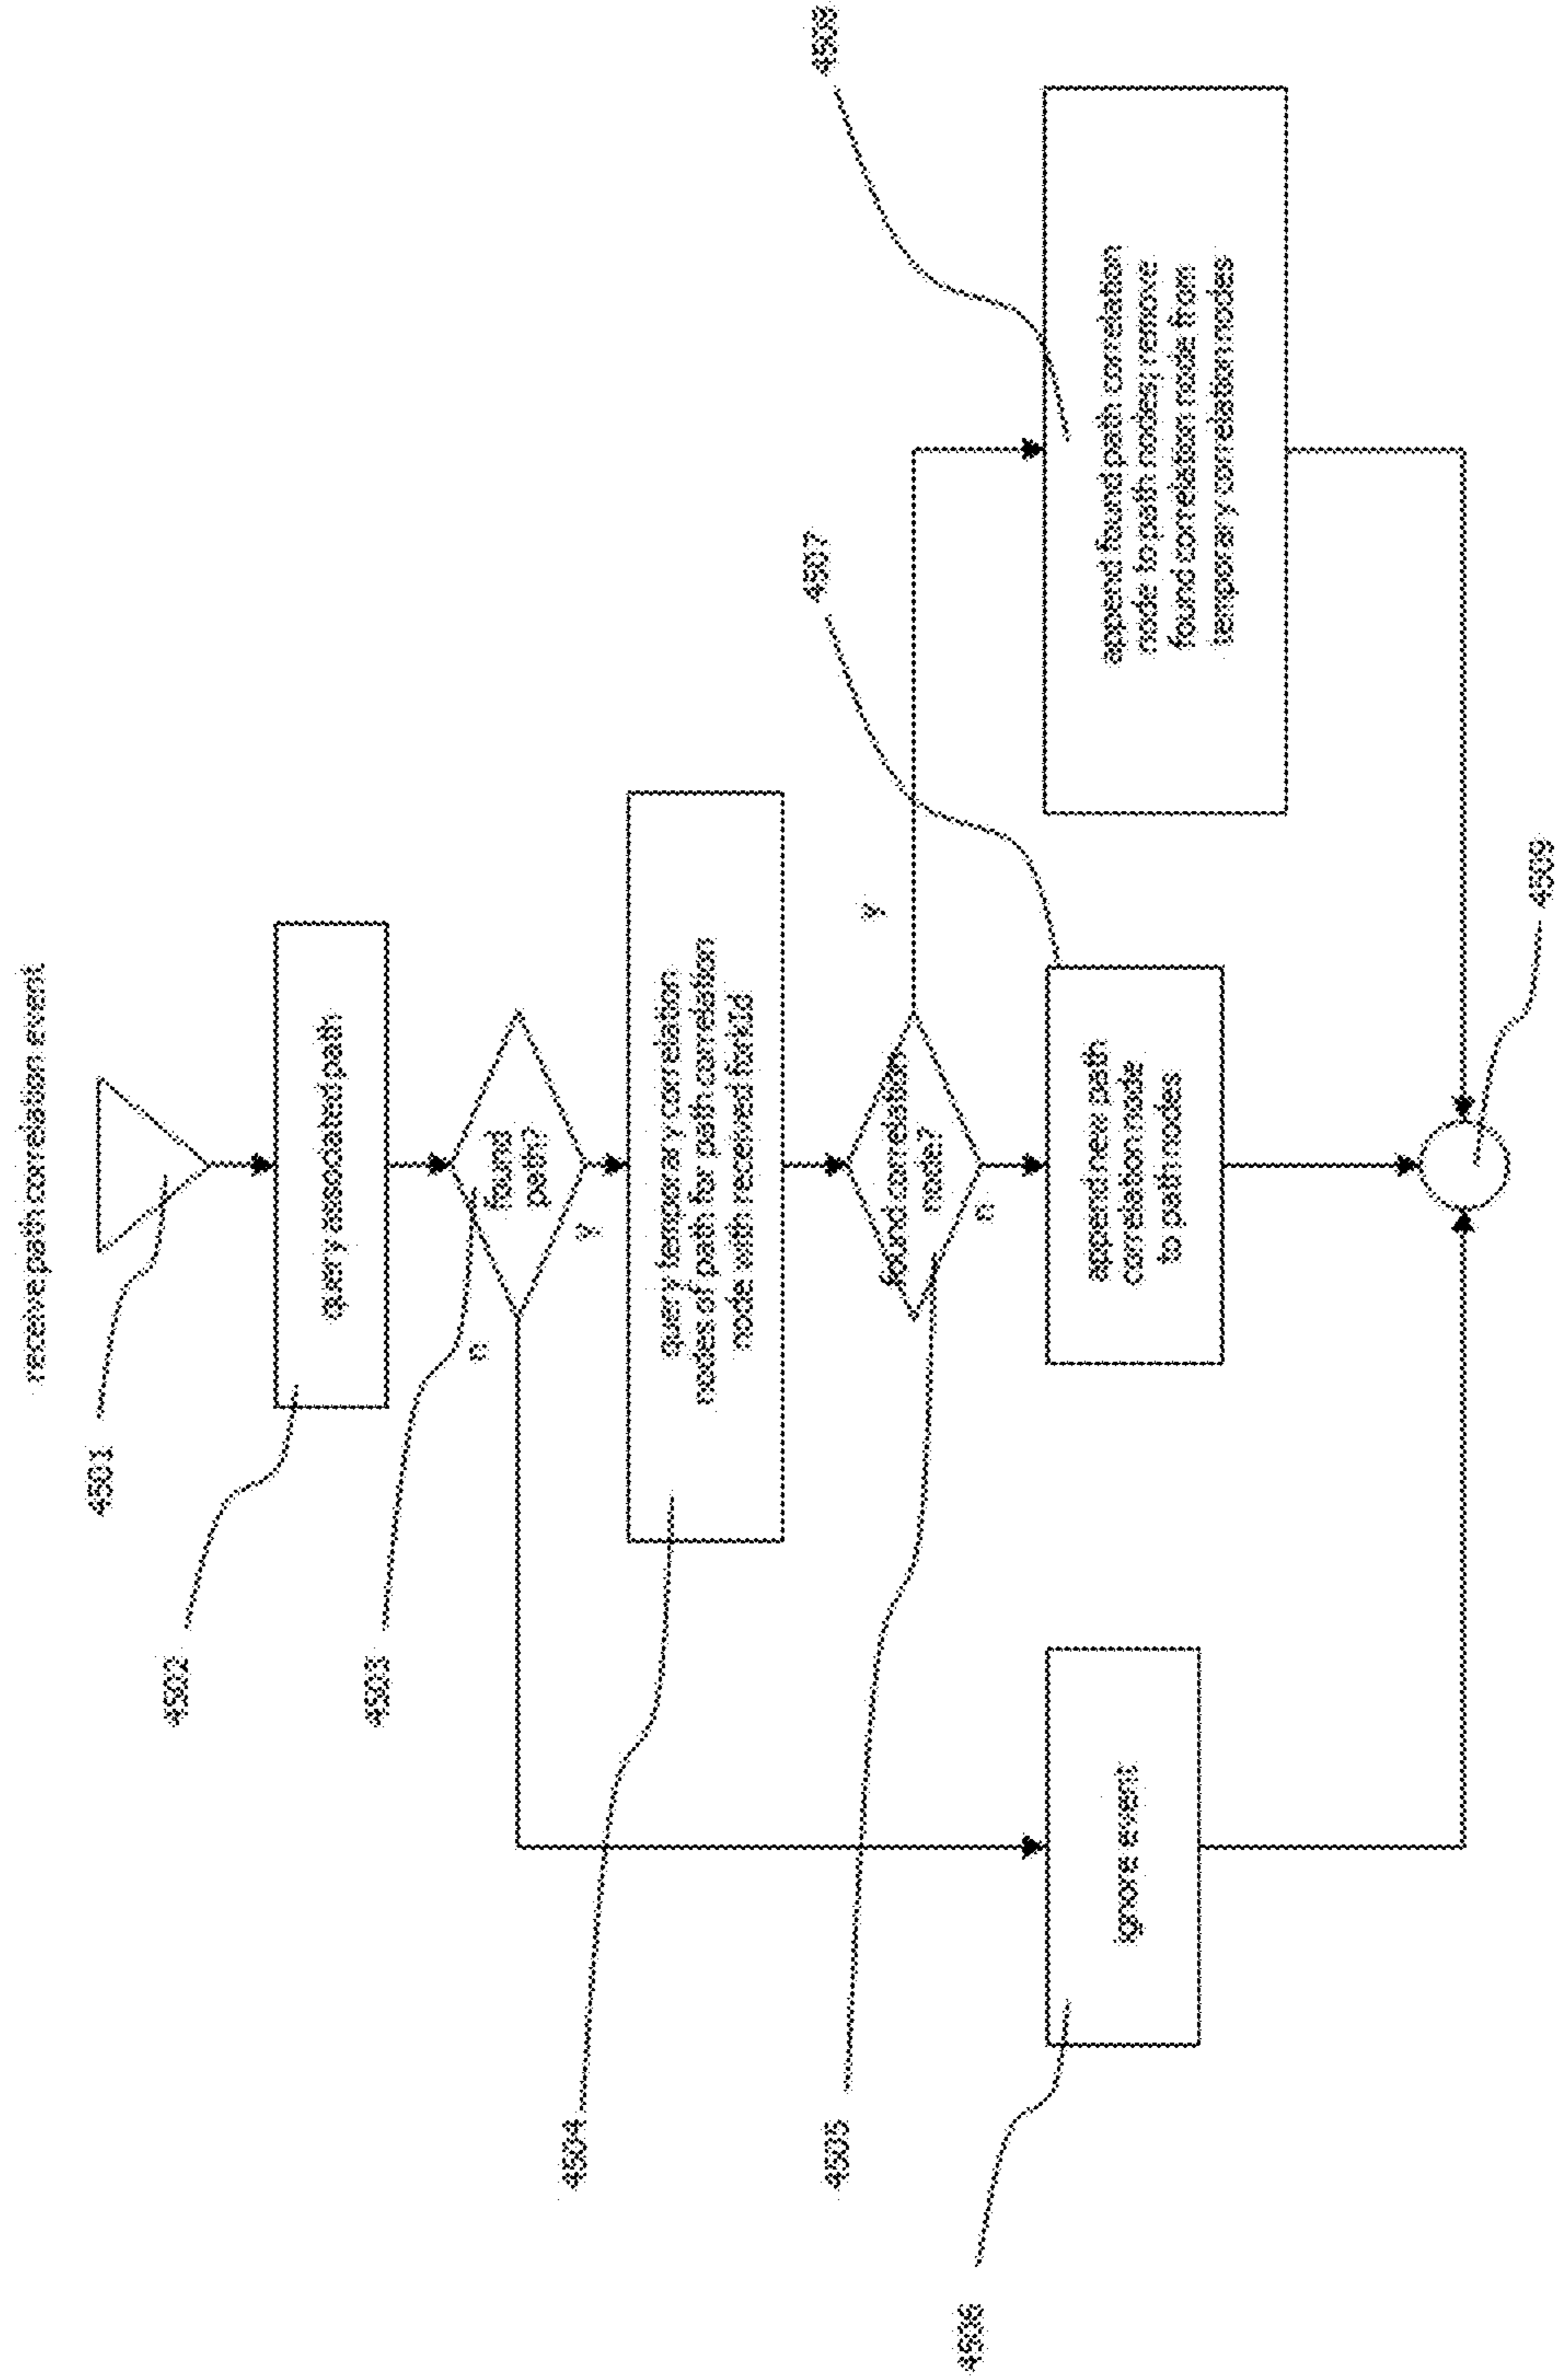 receive path correlation event
4501
query associated path
4502
found
path?
4503
n
y
query temporary correlation
nodes of path for path correlation
node with received forkId
4504
found correlation
node?
4505
y
n
ignore event
4506
append new path
correlation node
to path nodes
4507
append found path correlation
node to path nodes; remove
found correlation node from
temporary correlation nodes
4508
4509